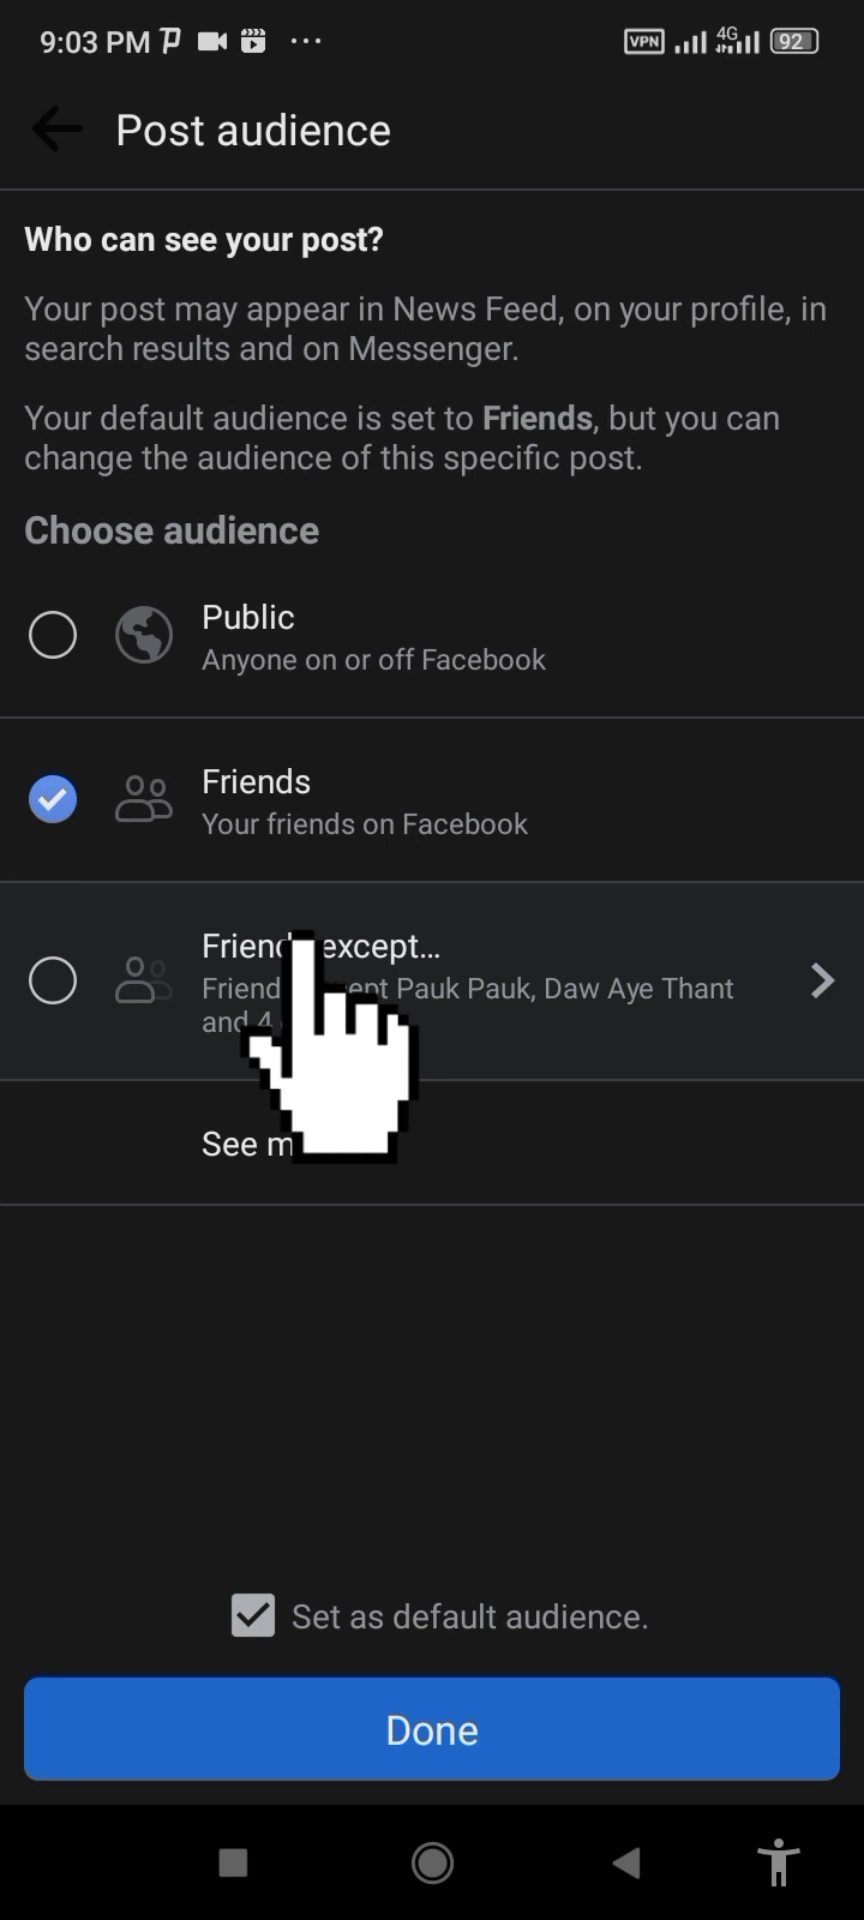 9:03 PM
VPN 4G 92
Post audience
Who can see your post?
Your post may appear in News Feed, on your profile, in
search results and on Messenger.
Your default audience is set to Friends, but you can
change the audience of this specific post.
Choose audience
Public
Anyone on or off Facebook
Friends
Your friends on Facebook
except...
Pauk Pauk, Daw Aye Thant
and 4
See
Set as default audience.
Done